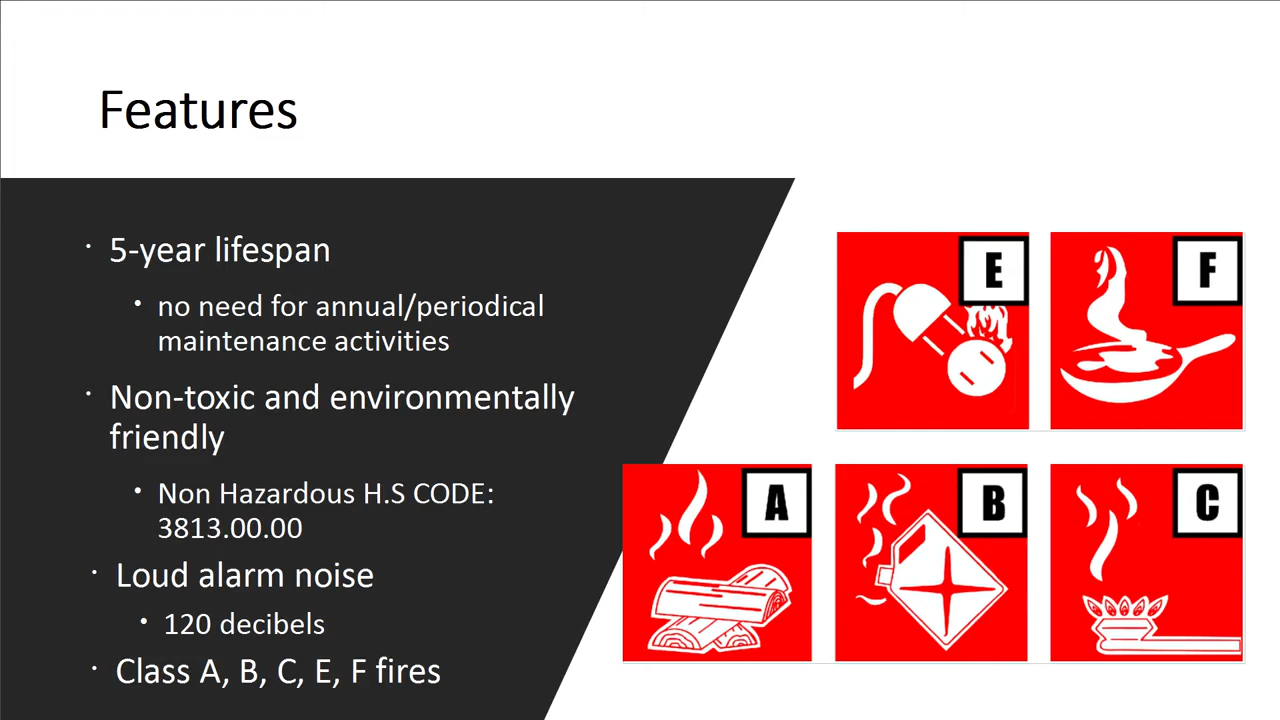 Features
· 5-year lifespan
• no need for annual/periodical
maintenance activities
· Non-toxic and environmentally
friendly
• Non Hazardous H.S CODE:
3813.00.00
· Loud alarm noise
• 120 decibels
· Class A, B, C, E, F fires
E
F
A
B
C